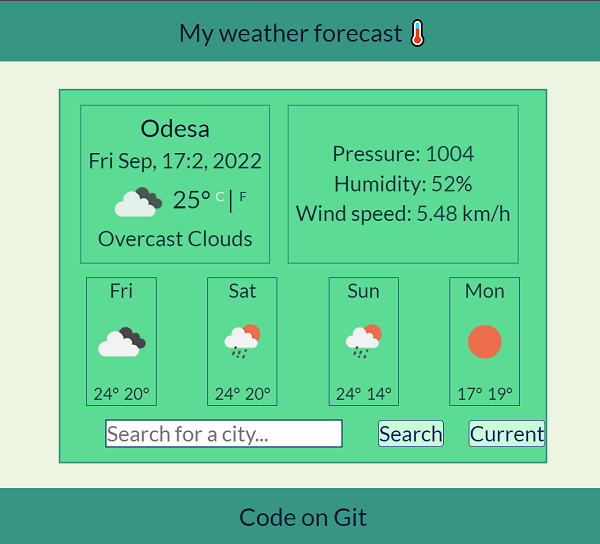 My weather forecast
Odesa
Fri Sep, 17:2, 2022
25° C | F
Overcast Clouds
Pressure: 1004
Humidity: 52%
Wind speed: 5.48 km/h
Fri
24° 20°
Sat
24° 20°
Sun
24° 14°
Mon
17° 19°
Search for a city...
Search
Current
Code on Git